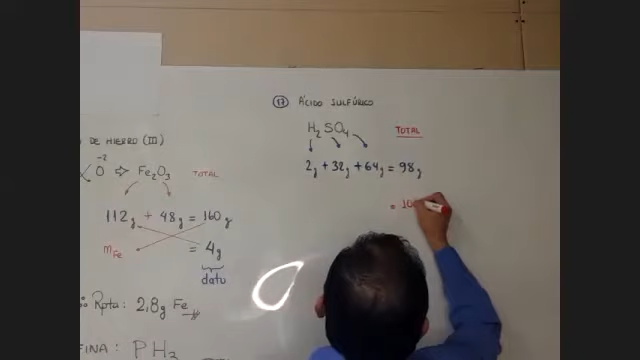 DE HIERRO (III)
O⁻² ⇨ Fe₂O₃ TOTAL
112g + 48g = 160g
mFe = 4g
dato
Rpta: 2,8g Fe
FINA: PH₃
17 ÁCIDO SULFÚRICO
H₂SO₄ TOTAL
2g + 32g + 64g = 98g
= 10